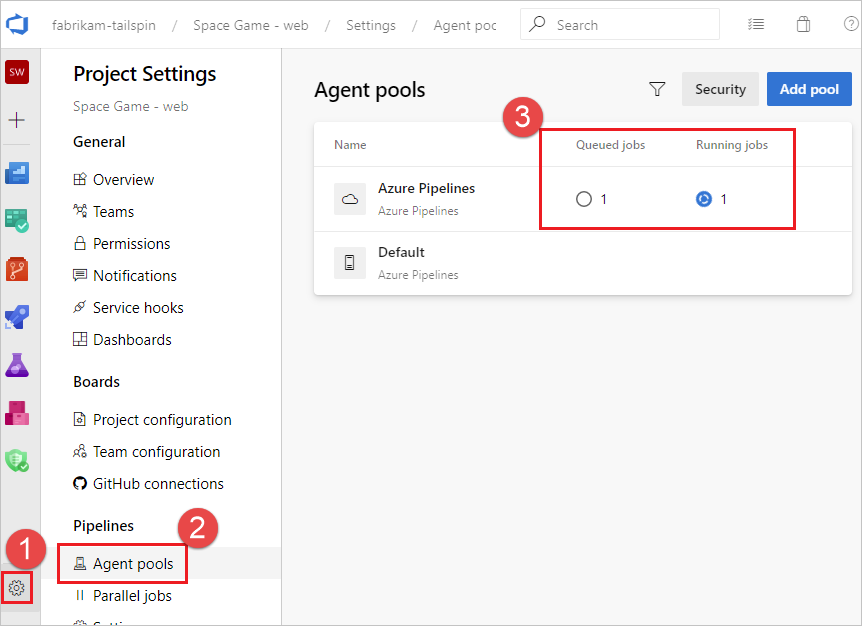 fabrikam-tailspin / Space Game - web / Settings / Agent poc
Search
SW
Project Settings
Space Game - web
General
Overview
Teams
Permissions
Notifications
Service hooks
Dashboards
Boards
Project configuration
Team configuration
GitHub connections
Pipelines
2
1
Agent pools
Parallel jobs
Agent pools
Security
Add pool
3
Name Queued jobs Running jobs
Azure Pipelines 1 1
Azure Pipelines
Default
Azure Pipelines